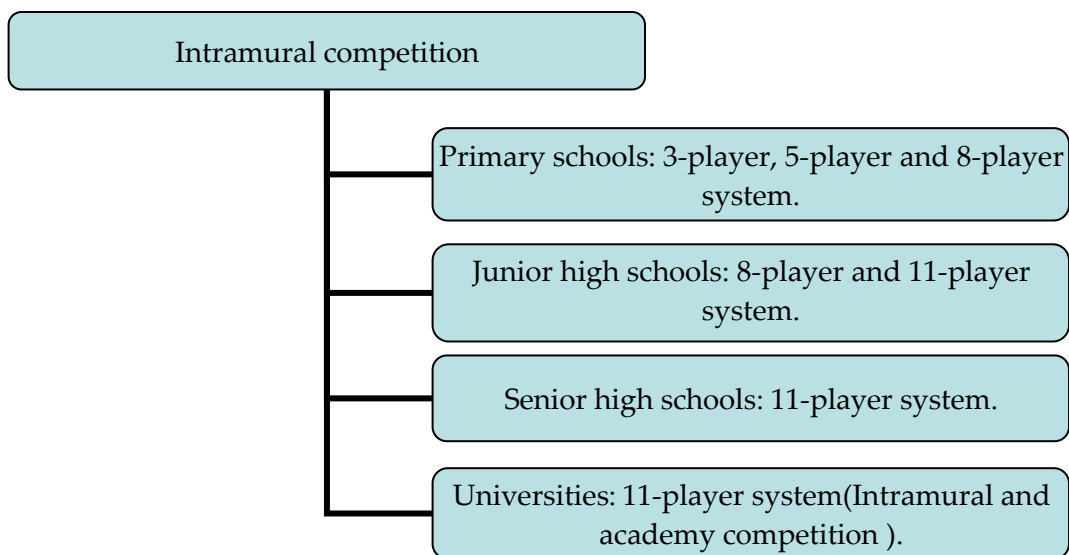 Intramural competition
Primary schools: 3-player, 5-player and 8-player
system.
Junior high schools: 8-player and 11-player
system.
Senior high schools: 11-player system.
Universities: 11-player system(Intramural and
academy competition ).